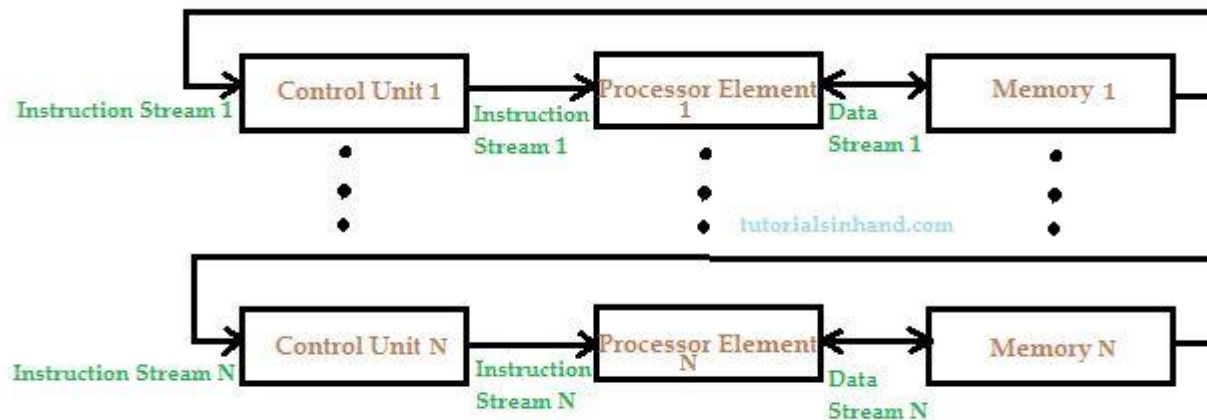 Control Unit 1
Processor Element
1
Memory 1
Instruction Stream 1
Instruction
Stream 1
Data
Stream 1
tutorialsinhand.com
Control Unit N
Processor Element
N
Memory N
Instruction Stream N
Instruction
Stream N
Data
Stream N